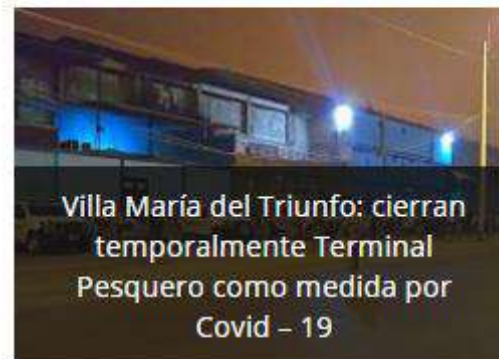 Villa María del Triunfo: cierran
temporalmente Terminal
Pesquero como medida por
Covid – 19